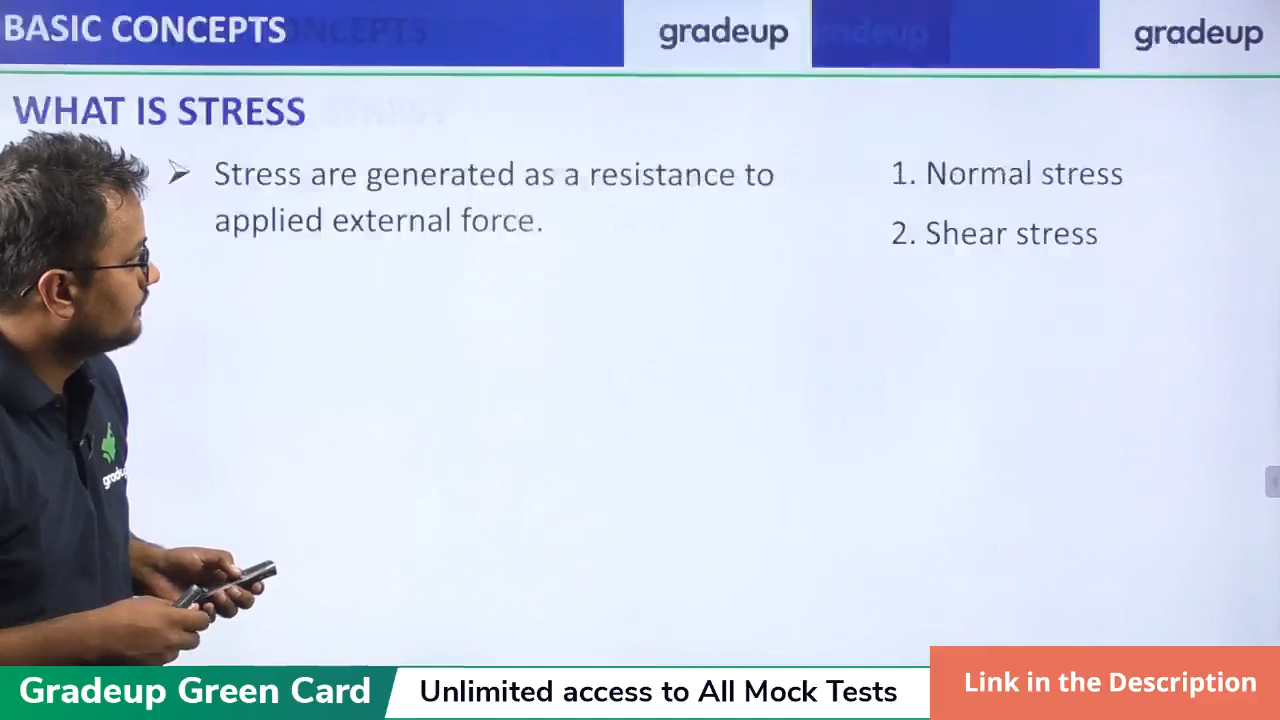 BASIC CONCEPTS
gradeup
gradeup
WHAT IS STRESS
➢ Stress are generated as a resistance to
applied external force.
1. Normal stress
2. Shear stress
gradeup
Gradeup Green Card
Unlimited access to All Mock Tests
Link in the Description